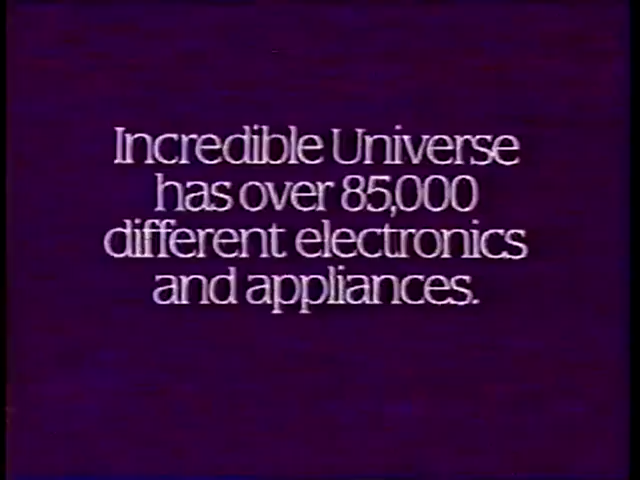 Incredible Universe
has over 85,000
different electronics
and appliances.